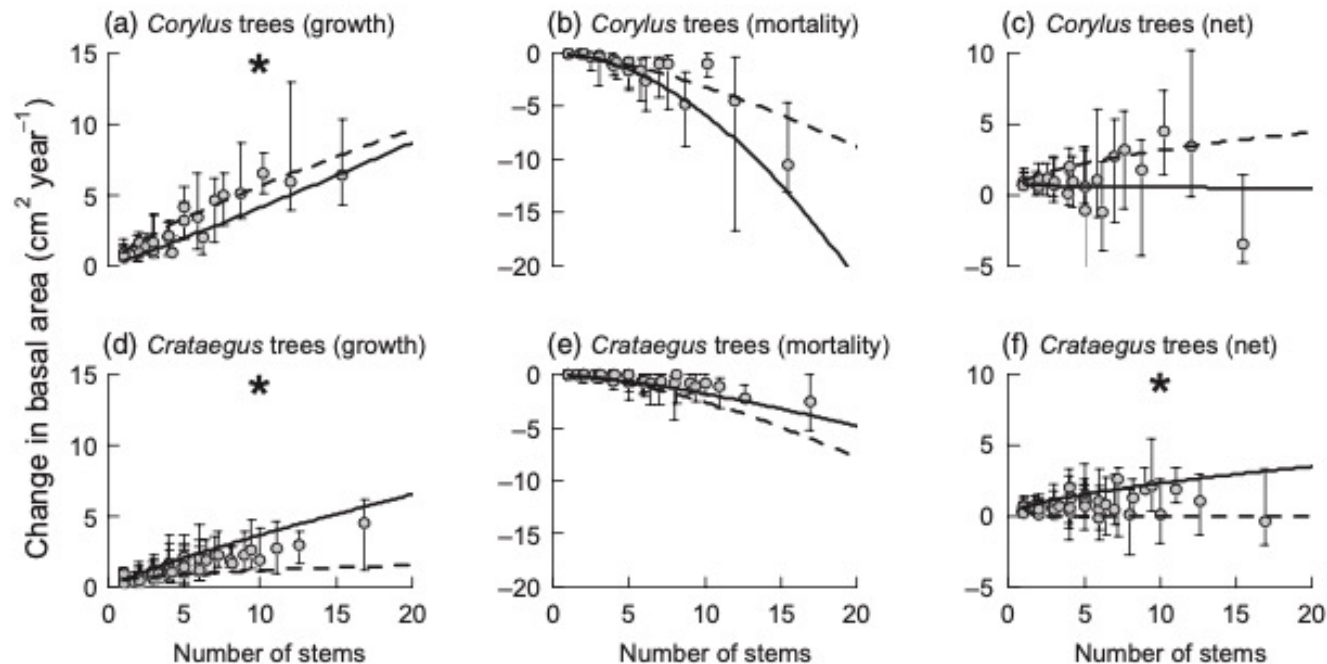 (a) Corylus trees (growth)
(b) Corylus trees (mortality)
(c) Corylus trees (net)
15
10
5
0
*
0
−5
−10
−15
−20
10
5
0
−5
Change in basal area (cm² year⁻¹)
(d) Crataegus trees (growth)
(e) Crataegus trees (mortality)
(f) Crataegus trees (net)
15
10
5
0
*
0
−5
−10
−15
−20
10
5
0
−5
*
0 5 10 15 20
0 5 10 15 20
0 5 10 15 20
Number of stems
Number of stems
Number of stems